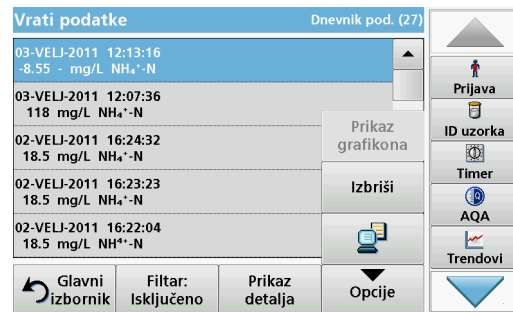 Vrati podatke
Dnevnik pod. (27)
03-VELJ-2011 12:13:16
-8.55 - mg/L NH₄⁺-N
03-VELJ-2011 12:07:36
118 mg/L NH₄⁺-N
02-VELJ-2011 16:24:32
18.5 mg/L NH₄⁺-N
02-VELJ-2011 16:23:23
18.5 mg/L NH₄⁺-N
02-VELJ-2011 16:22:04
18.5 mg/L NH⁴⁺-N
Prikaz
grafikona
Izbriši
Glavni
izbornik
Filtar:
Isključeno
Prikaz
detalja
Opcije
Prijava
ID uzorka
Timer
AQA
Trendovi